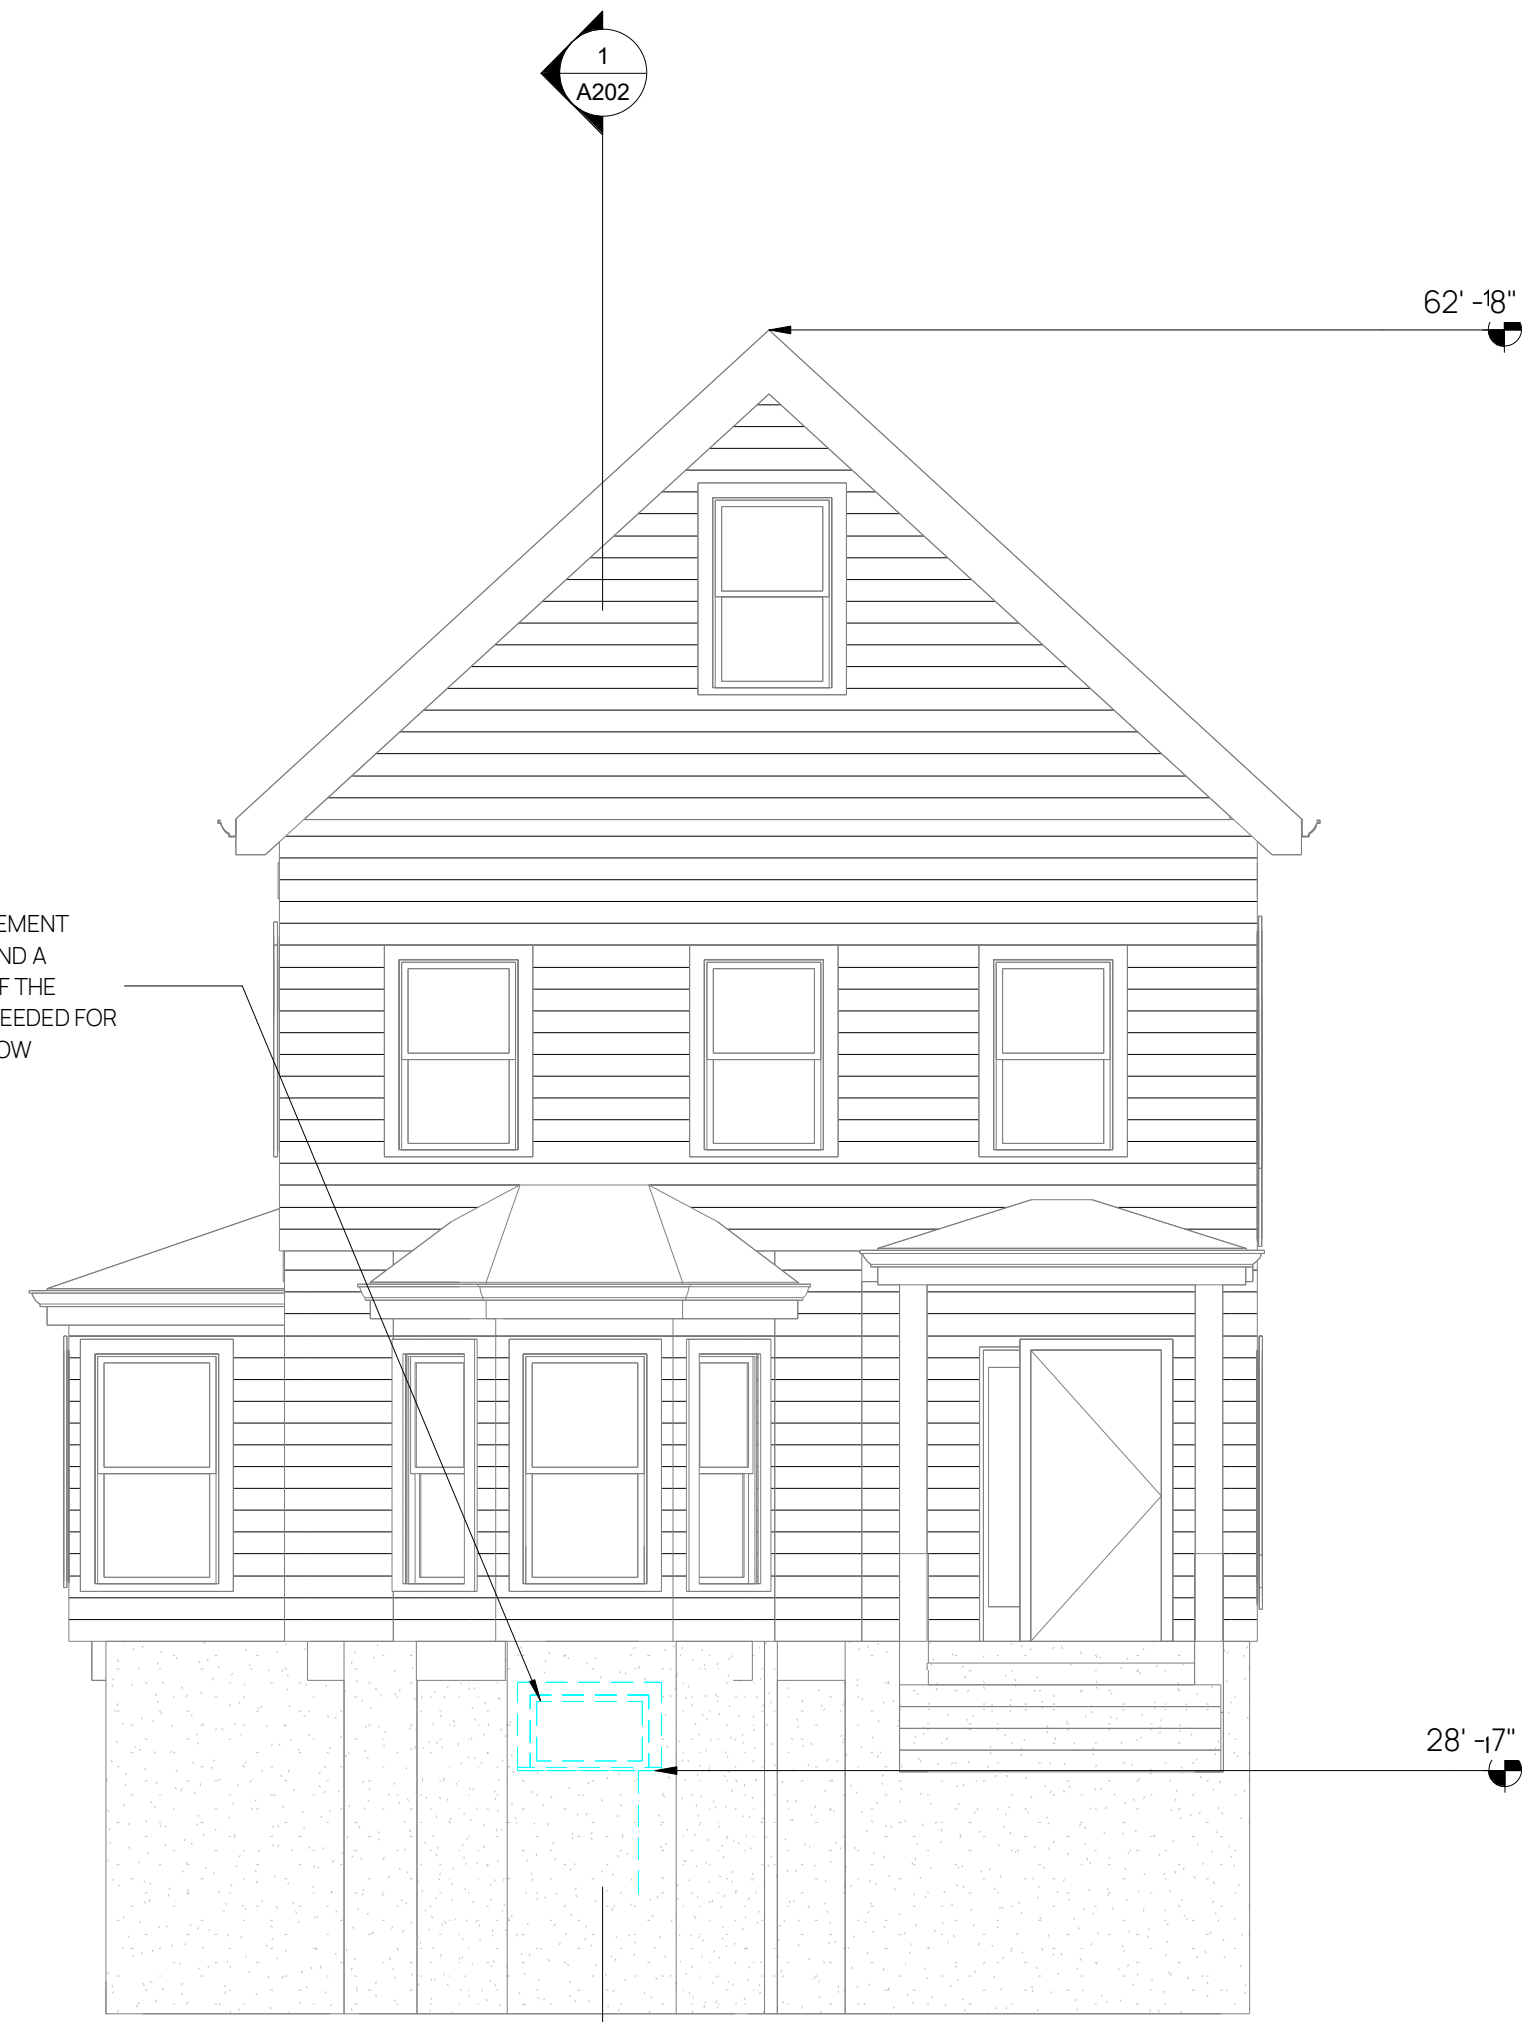 1
A202
62' -18"
EMENT
ND A
F THE
EEDED FOR
OW
28' -17"